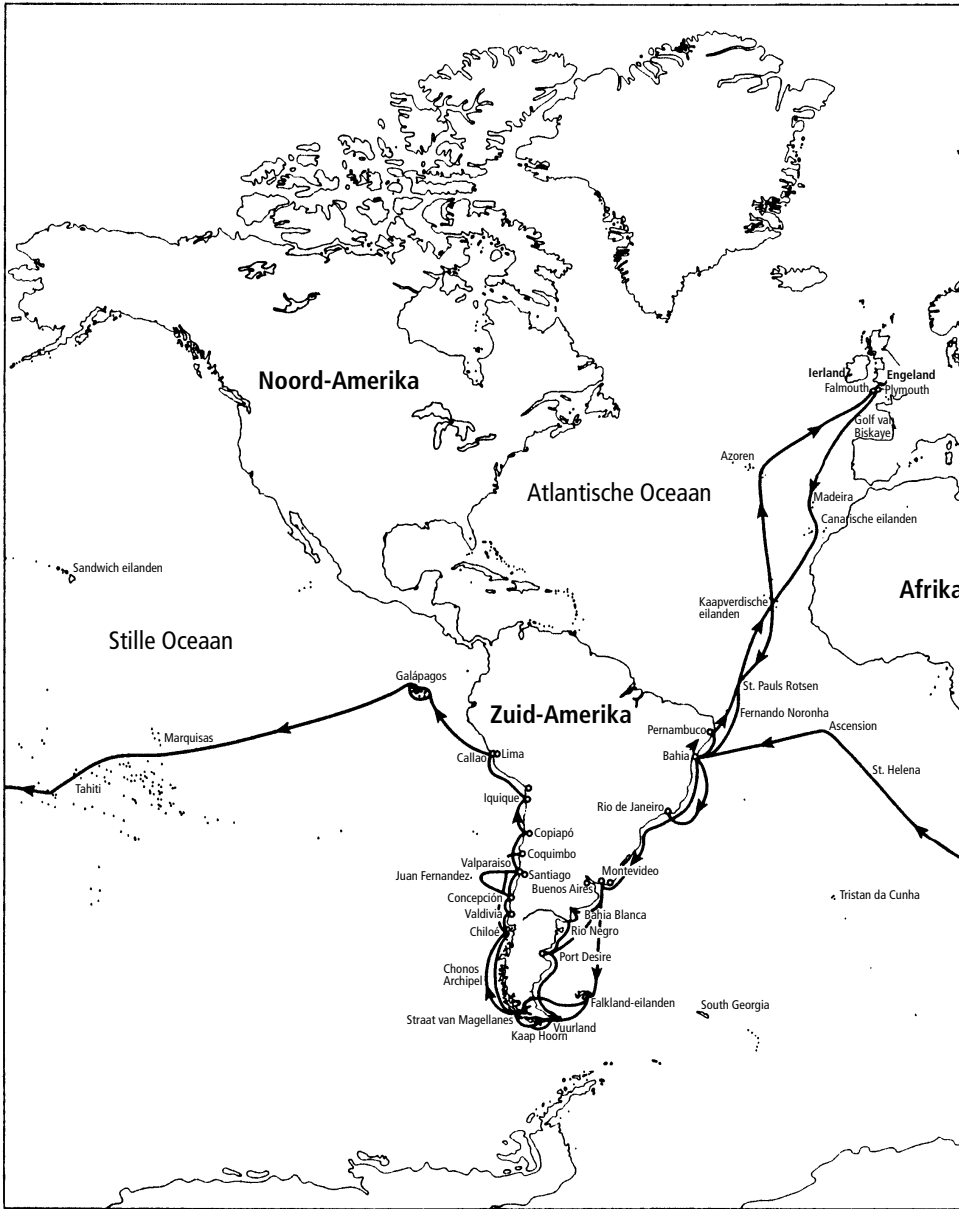 Noord-Amerika
Ierland
Engeland
Falmouth
Plymouth
Golf van
Biskaye
Azoren
Atlantische Oceaan
Madeira
Canarische eilanden
Sandwich eilanden
Kaapverdische
eilanden
Afrika
Stille Oceaan
Galápagos
St. Pauls Rotsen
Zuid-Amerika
Fernando Noronha
Pernambuco
Ascension
Marquisas
Lima
Callao
Bahia
St. Helena
Tahiti
Iquique
Rio de Janeiro
Copiapó
Coquimbo
Valparaiso
Santiago
Montevideo
Juan Fernandez
Buenos Aires
Concepción
Tristan da Cunha
Valdivia
Bahia Blanca
Chiloé
Rio Negro
Port Desire
Chonos
Archipel
Falkland-eilanden
South Georgia
Straat van Magellanes
Vuurland
Kaap Hoorn